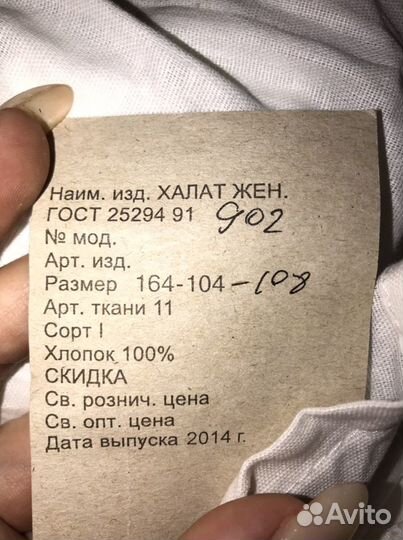 Наим. изд. ХАЛАТ ЖЕН.
ГОСТ 25294 91 902
№ мод.
Арт. изд.
Размер 164-104-108
Арт. ткани 11
Сорт I
Хлопок 100%
СКИДКА
Св. рознич. цена
Св. опт. цена
Дата выпуска 2014 г.
Avito